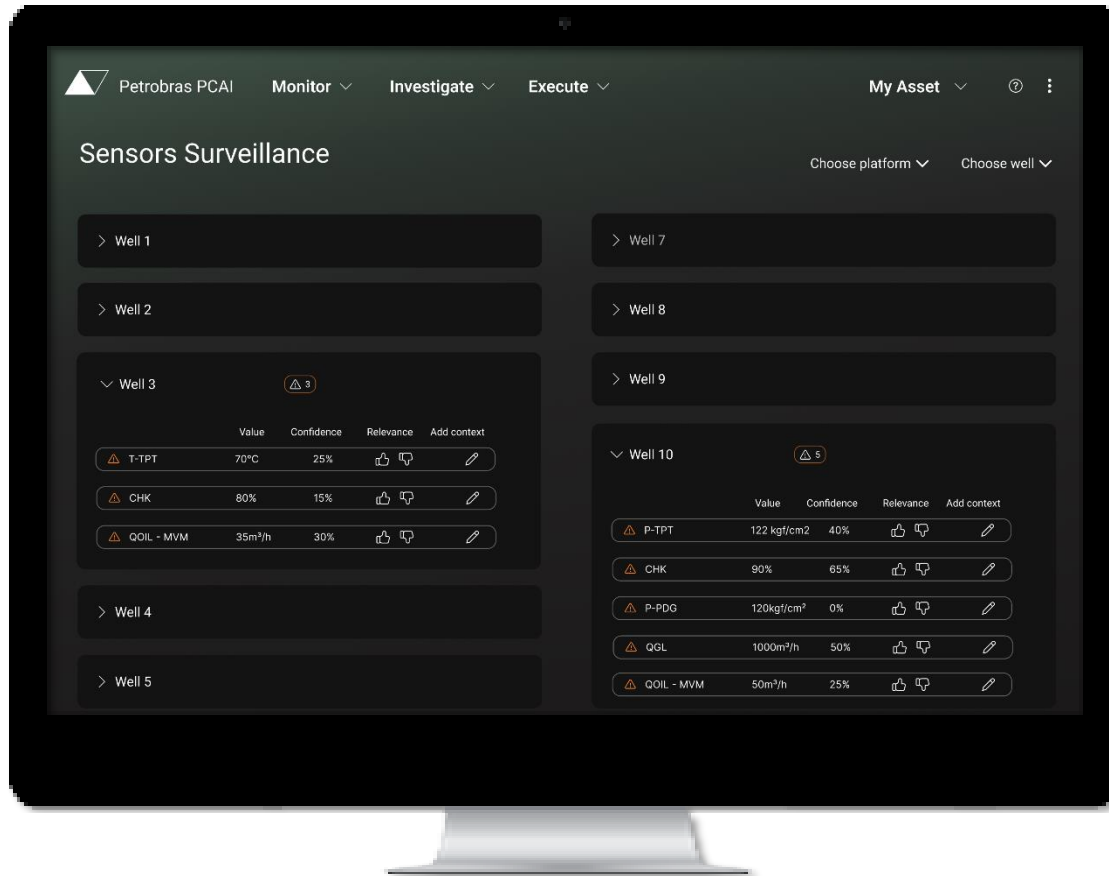 Petrobras PCAI Monitor Investigate Execute My Asset
Sensors Surveillance
Choose platform Choose well
Well 1
Well 2
Well 3 3
Value Confidence Relevance Add context
T-TPT 70°C 25%
CHK 80% 15%
QOIL - MVM 35m³/h 30%
Well 4
Well 5
Well 7
Well 8
Well 9
Well 10 5
Value Confidence Relevance Add context
P-TPT 122 kgf/cm2 40%
CHK 90% 65%
P-PDG 120kgf/cm² 0%
QGL 1000m³/h 50%
QOIL - MVM 50m³/h 25%